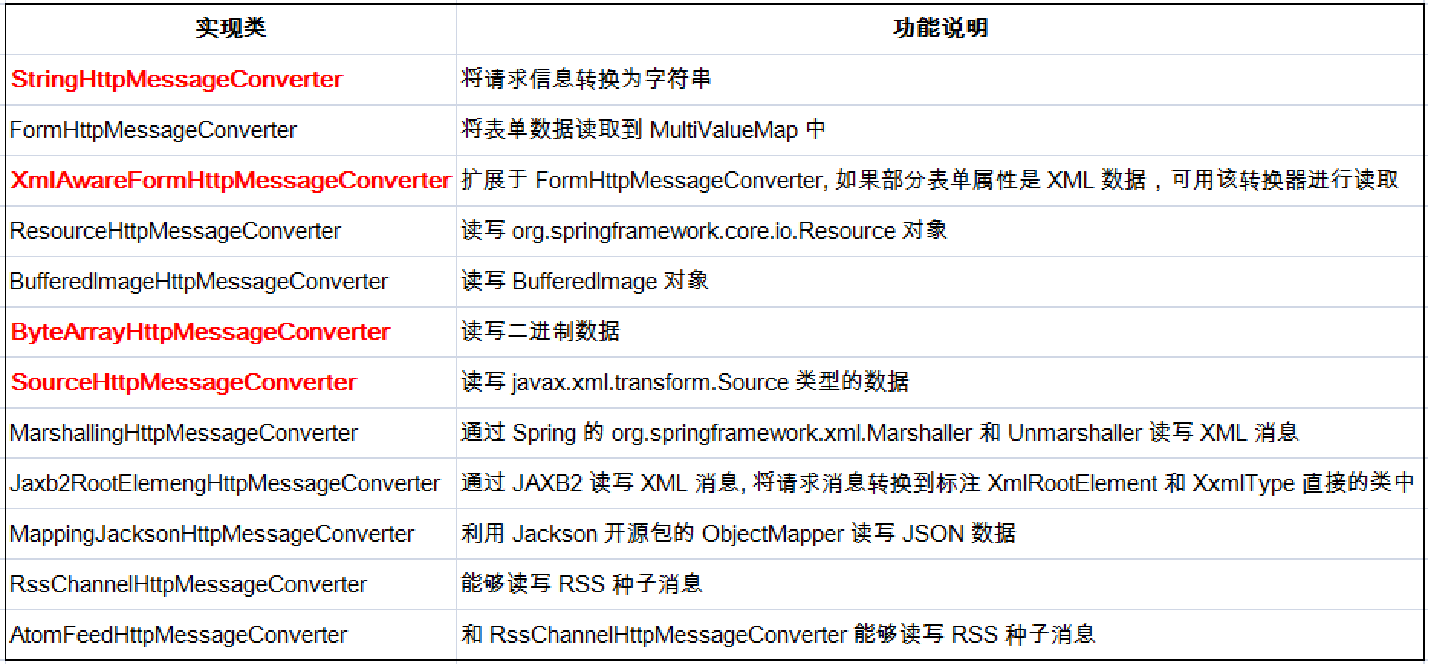 实现类 功能说明
StringHttpMessageConverter 将请求信息转换为字符串
FormHttpMessageConverter 将表单数据读取到 MultiValueMap 中
XmlAwareFormHttpMessageConverter 扩展于 FormHttpMessageConverter, 如果部分表单属性是 XML 数据，可用该转换器进行读取
ResourceHttpMessageConverter 读写 org.springframework.core.io.Resource 对象
BufferedImageHttpMessageConverter 读写 BufferedImage 对象
ByteArrayHttpMessageConverter 读写二进制数据
SourceHttpMessageConverter 读写 javax.xml.transform.Source 类型的数据
MarshallingHttpMessageConverter 通过 Spring 的 org.springframework.xml.Marshaller 和 Unmarshaller 读写 XML 消息
Jaxb2RootElemengHttpMessageConverter 通过 JAXB2 读写 XML 消息, 将请求消息转换到标注 XmlRootElement 和 XxmlType 直接的类中
MappingJacksonHttpMessageConverter 利用 Jackson 开源包的 ObjectMapper 读写 JSON 数据
RssChannelHttpMessageConverter 能够读写 RSS 种子消息
AtomFeedHttpMessageConverter 和 RssChannelHttpMessageConverter 能够读写 RSS 种子消息